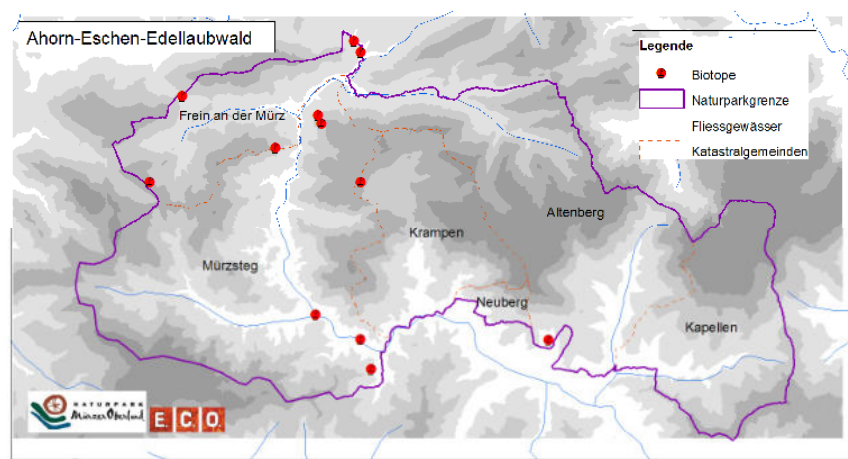 Ahorn-Eschen-Edellaubwald
Legende
Biotope
Naturparkgrenze
Fliessgewässer
Katastralgemeinden
Frein an der Mürz
Altenberg
Krampen
Mürzsteg
Neuberg
Kapellen
NATURPARK
Mürzer Oberland
E.C.O.